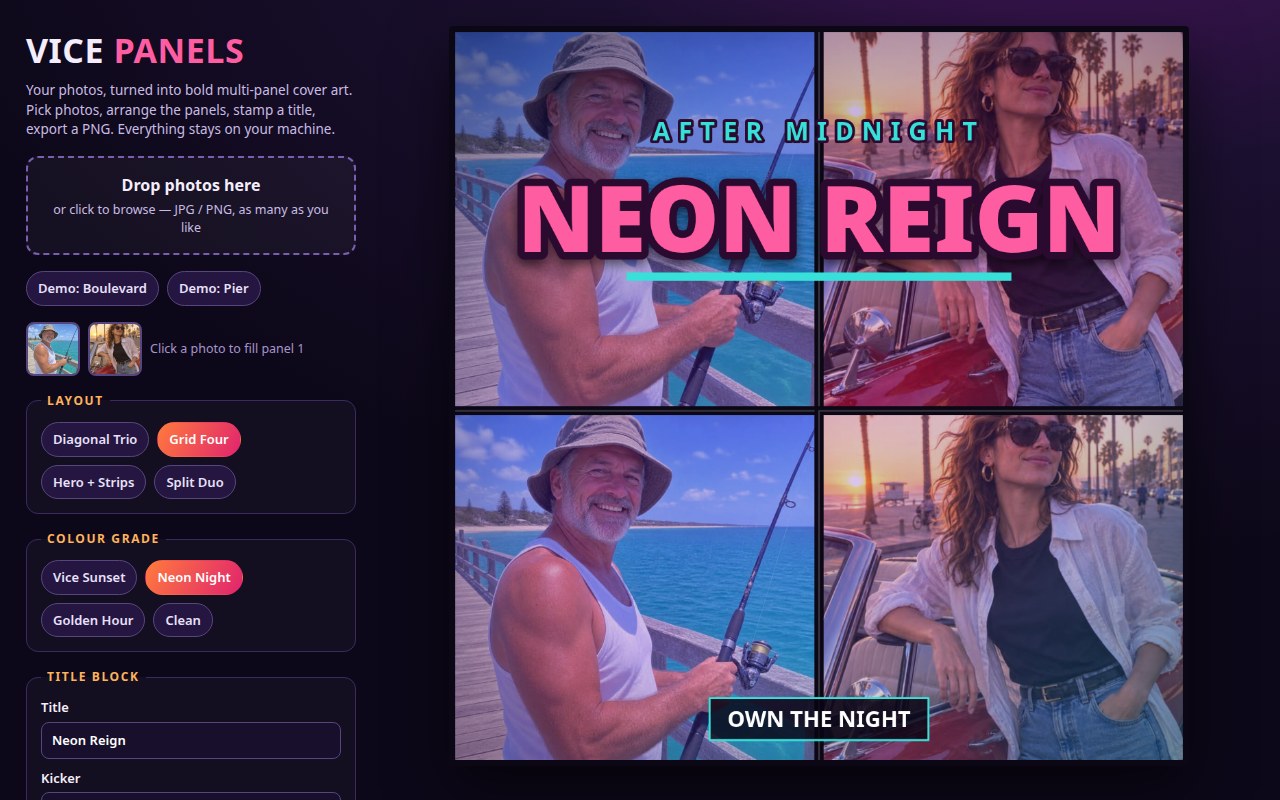 VICE PANELS
Your photos, turned into bold multi-panel cover art.
Pick photos, arrange the panels, stamp a title,
export a PNG. Everything stays on your machine.
Drop photos here
or click to browse — JPG / PNG, as many as you
like
Demo: Boulevard
Demo: Pier
Click a photo to fill panel 1
LAYOUT
Diagonal Trio
Grid Four
Hero + Strips
Split Duo
COLOUR GRADE
Vice Sunset
Neon Night
Golden Hour
Clean
TITLE BLOCK
Title
Neon Reign
Kicker
AFTER MIDNIGHT
NEON REIGN
OWN THE NIGHT